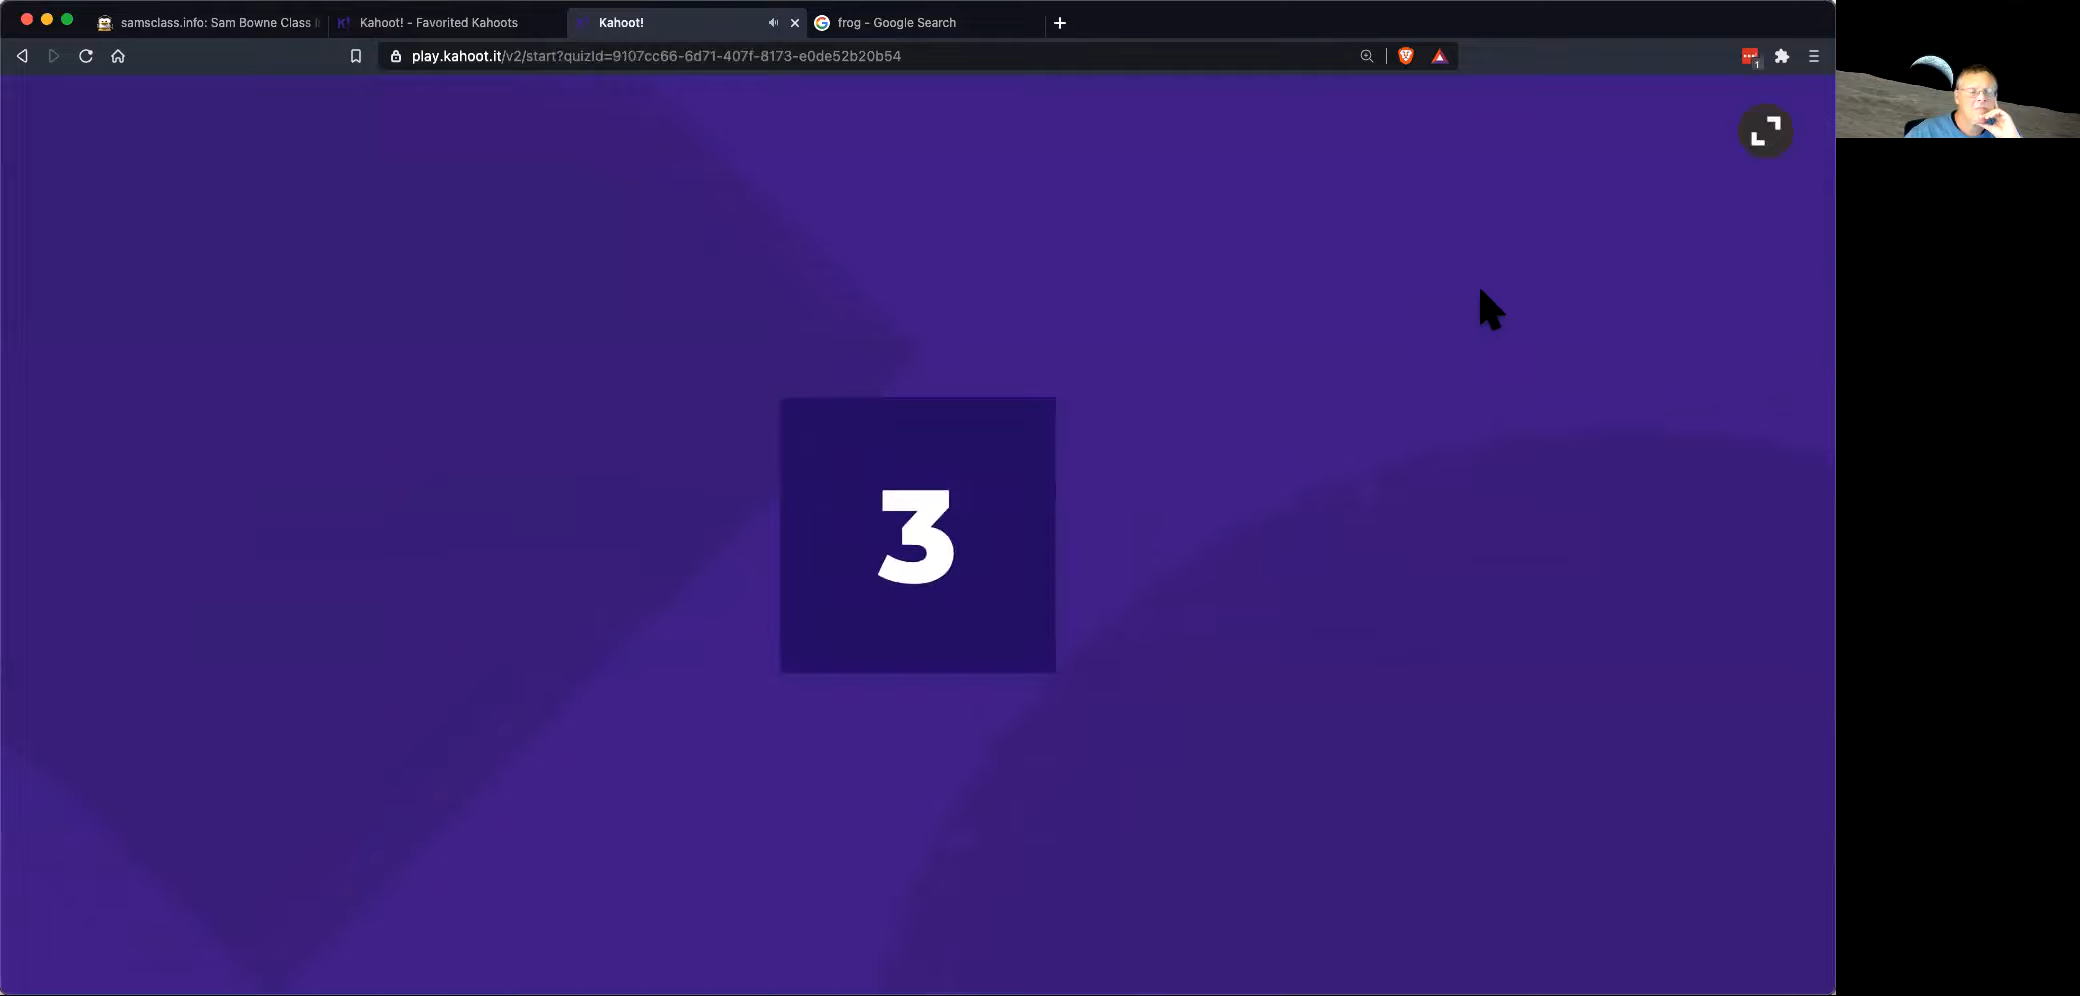 samsclass.info: Sam Bowne Class I
K! Kahoot! - Favorited Kahoots
K! Kahoot!
frog - Google Search
play.kahoot.it/v2/start?quizId=9107cc66-6d71-407f-8173-e0de52b20b54
1
3